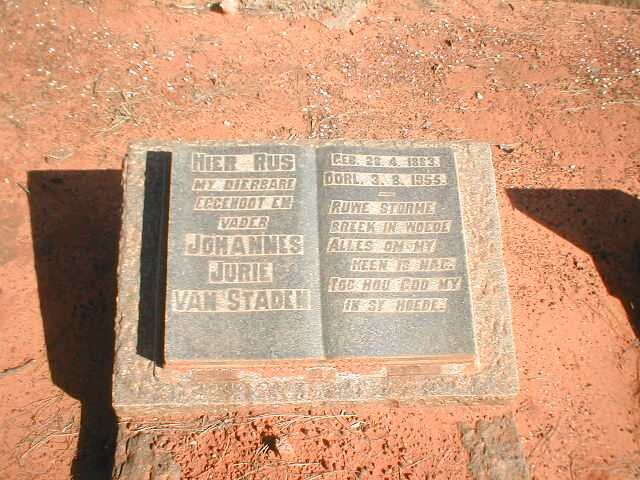 HIER RUS
MY DIERBARE
EGGENOOT EN
VADER
JOHANNES
JURIE
VAN STADEN
GEB. 28. 4. 1883.
OORL. 3. 8. 1955.
RUWE STORME
BREEK IN WOEDE
ALLES OM MY
HEEN IS NAG.
TOG HOU GOD MY
IN SY HOEDE.